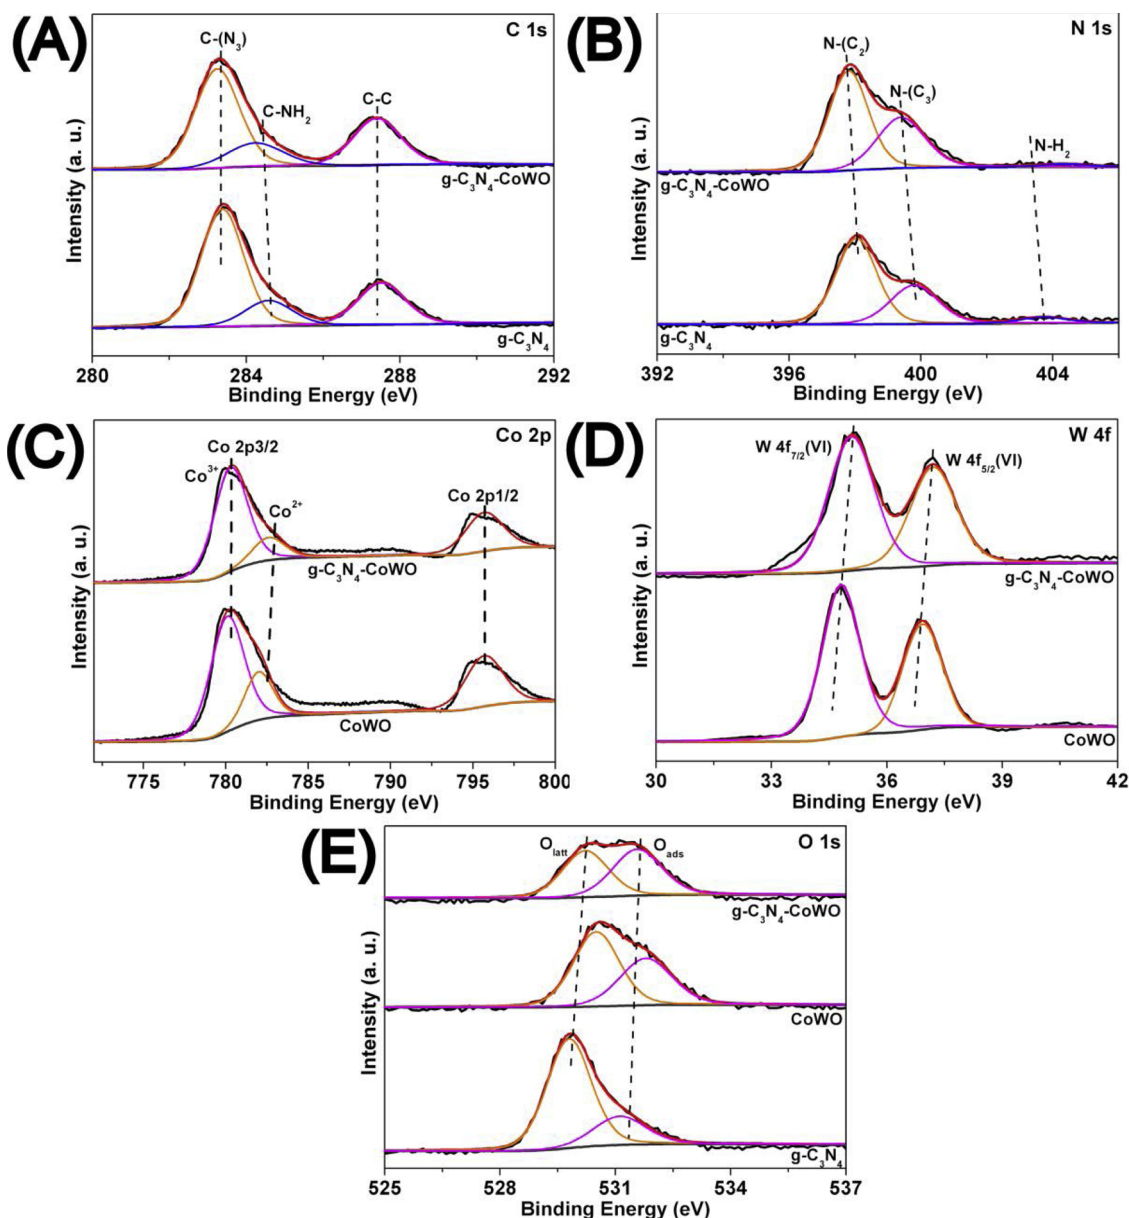 (A)
C 1s
C-(N3)
C-NH2
C-C
g-C3N4-CoWO
g-C3N4
Intensity (a. u.)
280 284 288 292
Binding Energy (eV)
(B)
N 1s
N-(C2)
N-(C3)
N-H2
g-C3N4-CoWO
g-C3N4
Intensity (a. u.)
392 396 400 404
Binding Energy (eV)
(C)
Co 2p
Co 2p3/2
Co3+
Co2+
Co 2p1/2
g-C3N4-CoWO
CoWO
Intensity (a. u.)
775 780 785 790 795 800
Binding Energy (eV)
(D)
W 4f
W 4f7/2(VI)
W 4f5/2(VI)
g-C3N4-CoWO
CoWO
Intensity (a. u.)
30 33 36 39 42
Binding Energy (eV)
(E)
O 1s
Olatt
Oads
g-C3N4-CoWO
CoWO
g-C3N4
Intensity (a. u.)
525 528 531 534 537
Binding Energy (eV)